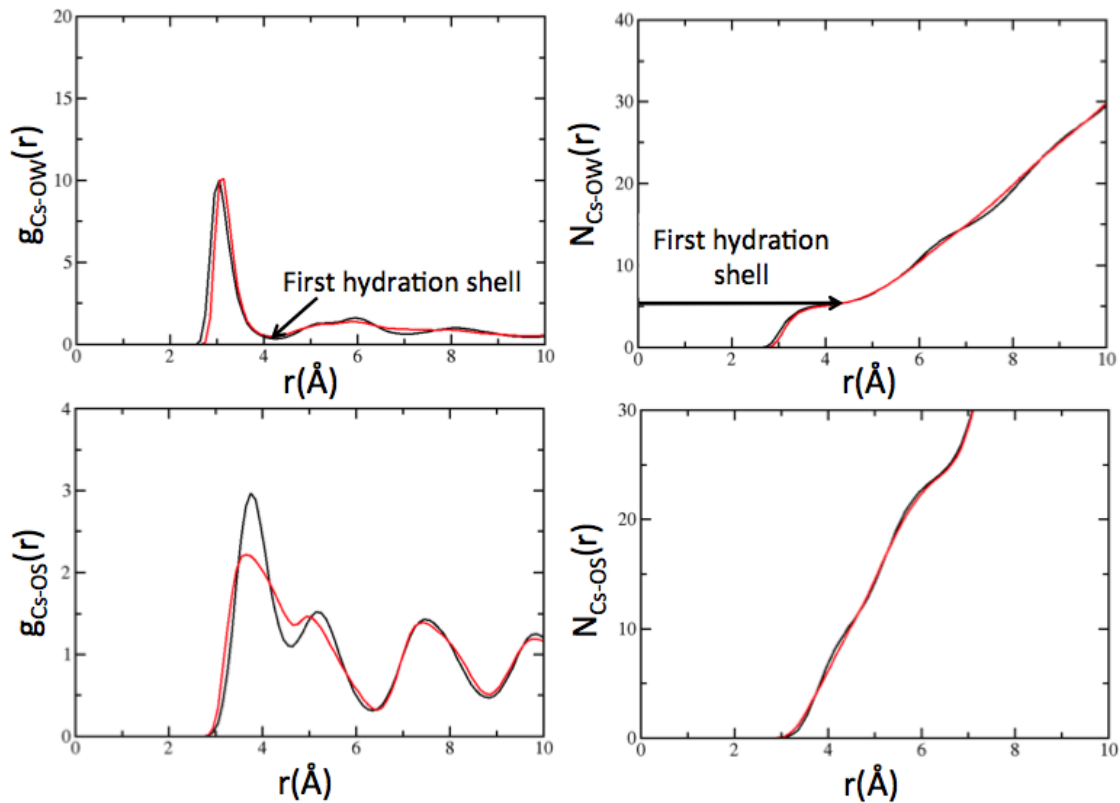 20
15
10
5
0
0 2 4 6 8 10
g_Cs-OW(r)
First hydration shell
r(Å)
40
30
20
10
0
0 2 4 6 8 10
N_Cs-OW(r)
First hydration
shell
r(Å)
4
3
2
1
0
0 2 4 6 8 10
g_Cs-OS(r)
r(Å)
30
20
10
0
0 2 4 6 8 10
N_Cs-OS(r)
r(Å)